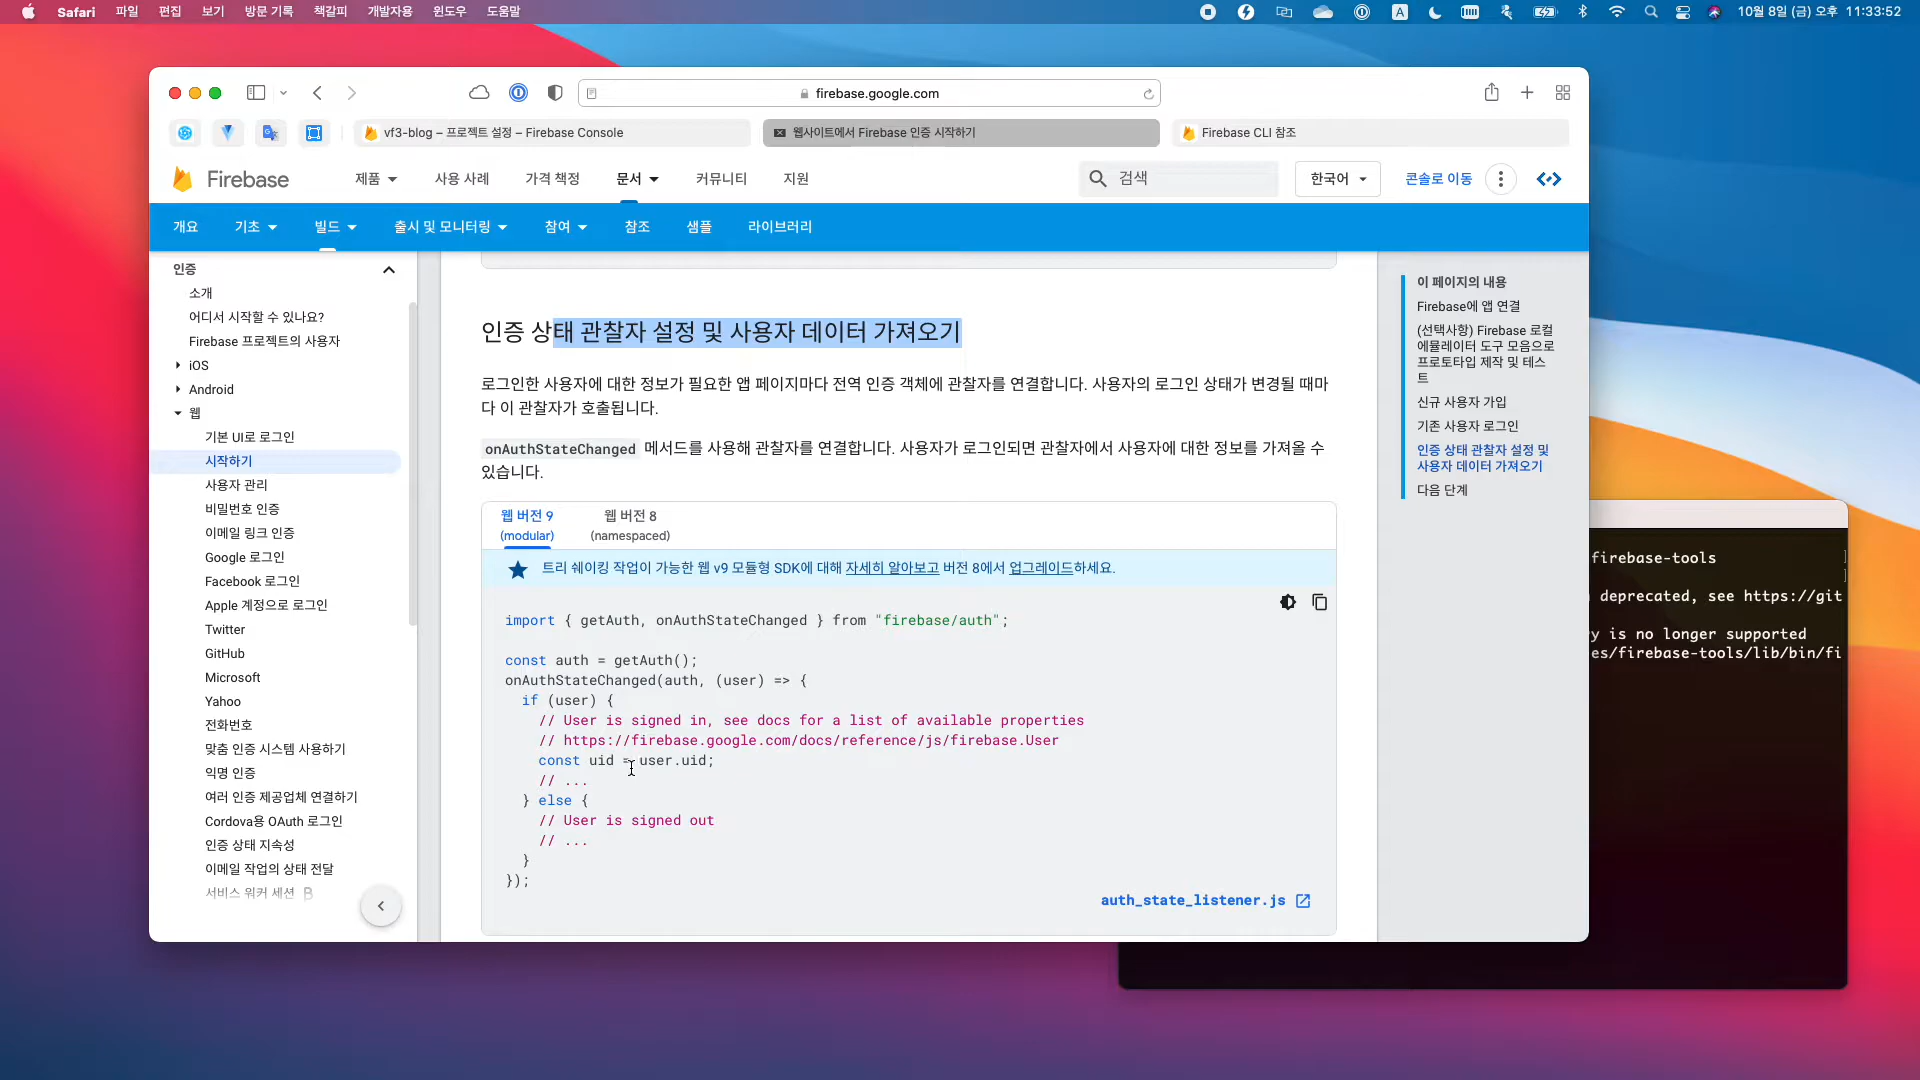 Safari 파일 편집 보기 방문 기록 책갈피 개발자용 윈도우 도움말 A 10월 8일 (금) 오후 11:33:52
firebase.google.com
vf3-blog – 프로젝트 설정 – Firebase Console
웹사이트에서 Firebase 인증 시작하기
Firebase CLI 참조
Firebase 제품 사용 사례 가격 책정 문서 커뮤니티 지원 검색 한국어 콘솔로 이동
개요 기초 빌드 출시 및 모니터링 참여 참조 샘플 라이브러리
인증
소개
어디서 시작할 수 있나요?
Firebase 프로젝트의 사용자
iOS
Android
웹
기본 UI로 로그인
시작하기
사용자 관리
비밀번호 인증
이메일 링크 인증
Google 로그인
Facebook 로그인
Apple 계정으로 로그인
Twitter
GitHub
Microsoft
Yahoo
전화번호
맞춤 인증 시스템 사용하기
익명 인증
여러 인증 제공업체 연결하기
Cordova용 OAuth 로그인
인증 상태 지속성
이메일 작업의 상태 전달
서비스 워커 세션
인증 상태 관찰자 설정 및 사용자 데이터 가져오기
로그인한 사용자에 대한 정보가 필요한 앱 페이지마다 전역 인증 객체에 관찰자를 연결합니다. 사용자의 로그인 상태가 변경될 때마
다 이 관찰자가 호출됩니다.
onAuthStateChanged 메서드를 사용해 관찰자를 연결합니다. 사용자가 로그인되면 관찰자에서 사용자에 대한 정보를 가져올 수
있습니다.
웹 버전 9 웹 버전 8
(modular) (namespaced)
트리 쉐이킹 작업이 가능한 웹 v9 모듈형 SDK에 대해 자세히 알아보고 버전 8에서 업그레이드하세요.
import { getAuth, onAuthStateChanged } from "firebase/auth";
const auth = getAuth();
onAuthStateChanged(auth, (user) => {
if (user) {
// User is signed in, see docs for a list of available properties
// https://firebase.google.com/docs/reference/js/firebase.User
const uid = user.uid;
// ...
} else {
// User is signed out
// ...
}
});
auth_state_listener.js
이 페이지의 내용
Firebase에 앱 연결
(선택사항) Firebase 로컬
에뮬레이터 도구 모음으로
프로토타입 제작 및 테스
트
신규 사용자 가입
기존 사용자 로그인
인증 상태 관찰자 설정 및
사용자 데이터 가져오기
다음 단계
firebase-tools ]
]
deprecated, see https://git
y is no longer supported
es/firebase-tools/lib/bin/fi